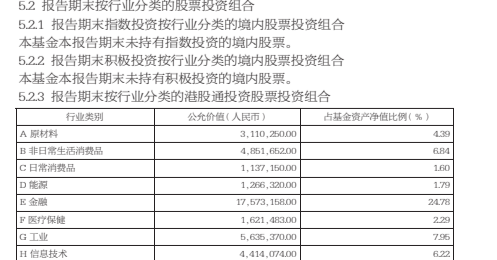 5.2 报告期末按行业分类的股票投资组合
5.2.1 报告期末指数投资按行业分类的境内股票投资组合
本基金本报告期末未持有指数投资的境内股票。
5.2.2 报告期末积极投资按行业分类的境内股票投资组合
本基金本报告期末未持有积极投资的境内股票。
5.2.3 报告期末按行业分类的港股通投资股票投资组合
行业类别 公允价值(人民币) 占基金资产净值比例(%)
A 原材料 3,110,250.00 4.39
B 非日常生活消费品 4,851,652.00 6.84
C 日常消费品 1,137,150.00 1.60
D 能源 1,266,320.00 1.79
E 金融 17,573,158.00 24.78
F 医疗保健 1,621,483.00 2.29
G 工业 5,635,370.00 7.95
H 信息技术 4,414,074.00 6.22